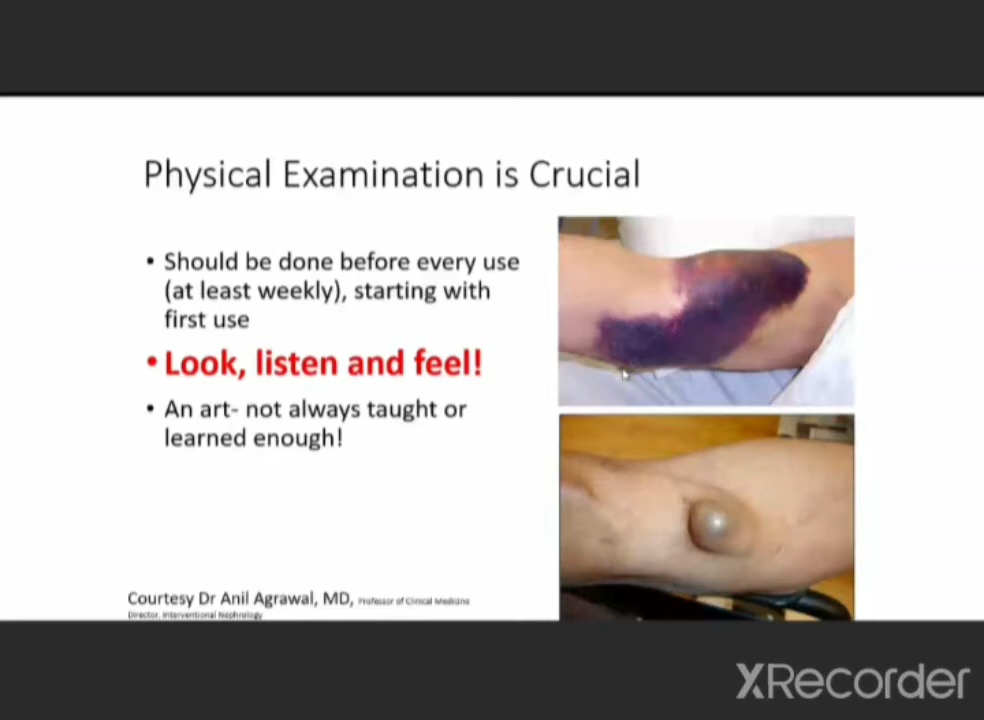 Physical Examination is Crucial
• Should be done before every use
(at least weekly), starting with
first use
• Look, listen and feel!
• An art- not always taught or
learned enough!
Courtesy Dr Anil Agrawal, MD, Professor of Clinical Medicine
Director, Interventional Nephrology
XRecorder